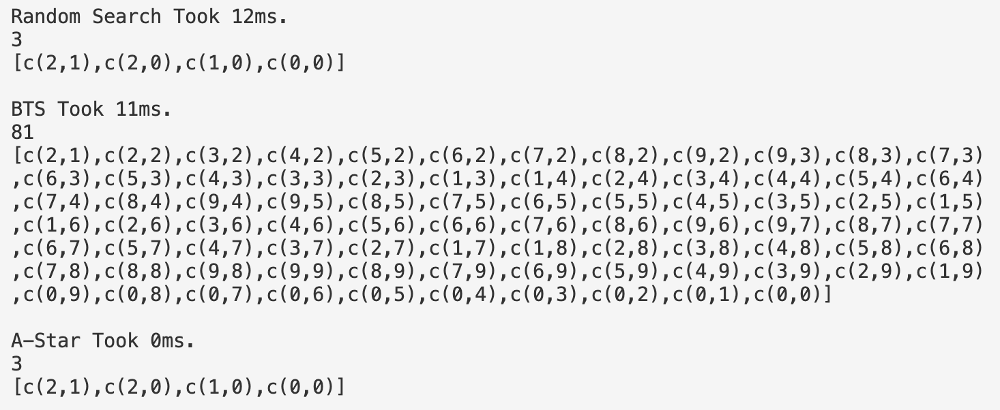 Random Search Took 12ms.
3
[c(2,1),c(2,0),c(1,0),c(0,0)]
BTS Took 11ms.
81
[c(2,1),c(2,2),c(3,2),c(4,2),c(5,2),c(6,2),c(7,2),c(8,2),c(9,2),c(9,3),c(8,3),c(7,3)
,c(6,3),c(5,3),c(4,3),c(3,3),c(2,3),c(1,3),c(1,4),c(2,4),c(3,4),c(4,4),c(5,4),c(6,4)
,c(7,4),c(8,4),c(9,4),c(9,5),c(8,5),c(7,5),c(6,5),c(5,5),c(4,5),c(3,5),c(2,5),c(1,5)
,c(1,6),c(2,6),c(3,6),c(4,6),c(5,6),c(6,6),c(7,6),c(8,6),c(9,6),c(9,7),c(8,7),c(7,7)
,c(6,7),c(5,7),c(4,7),c(3,7),c(2,7),c(1,7),c(1,8),c(2,8),c(3,8),c(4,8),c(5,8),c(6,8)
,c(7,8),c(8,8),c(9,8),c(9,9),c(8,9),c(7,9),c(6,9),c(5,9),c(4,9),c(3,9),c(2,9),c(1,9)
,c(0,9),c(0,8),c(0,7),c(0,6),c(0,5),c(0,4),c(0,3),c(0,2),c(0,1),c(0,0)]
A-Star Took 0ms.
3
[c(2,1),c(2,0),c(1,0),c(0,0)]